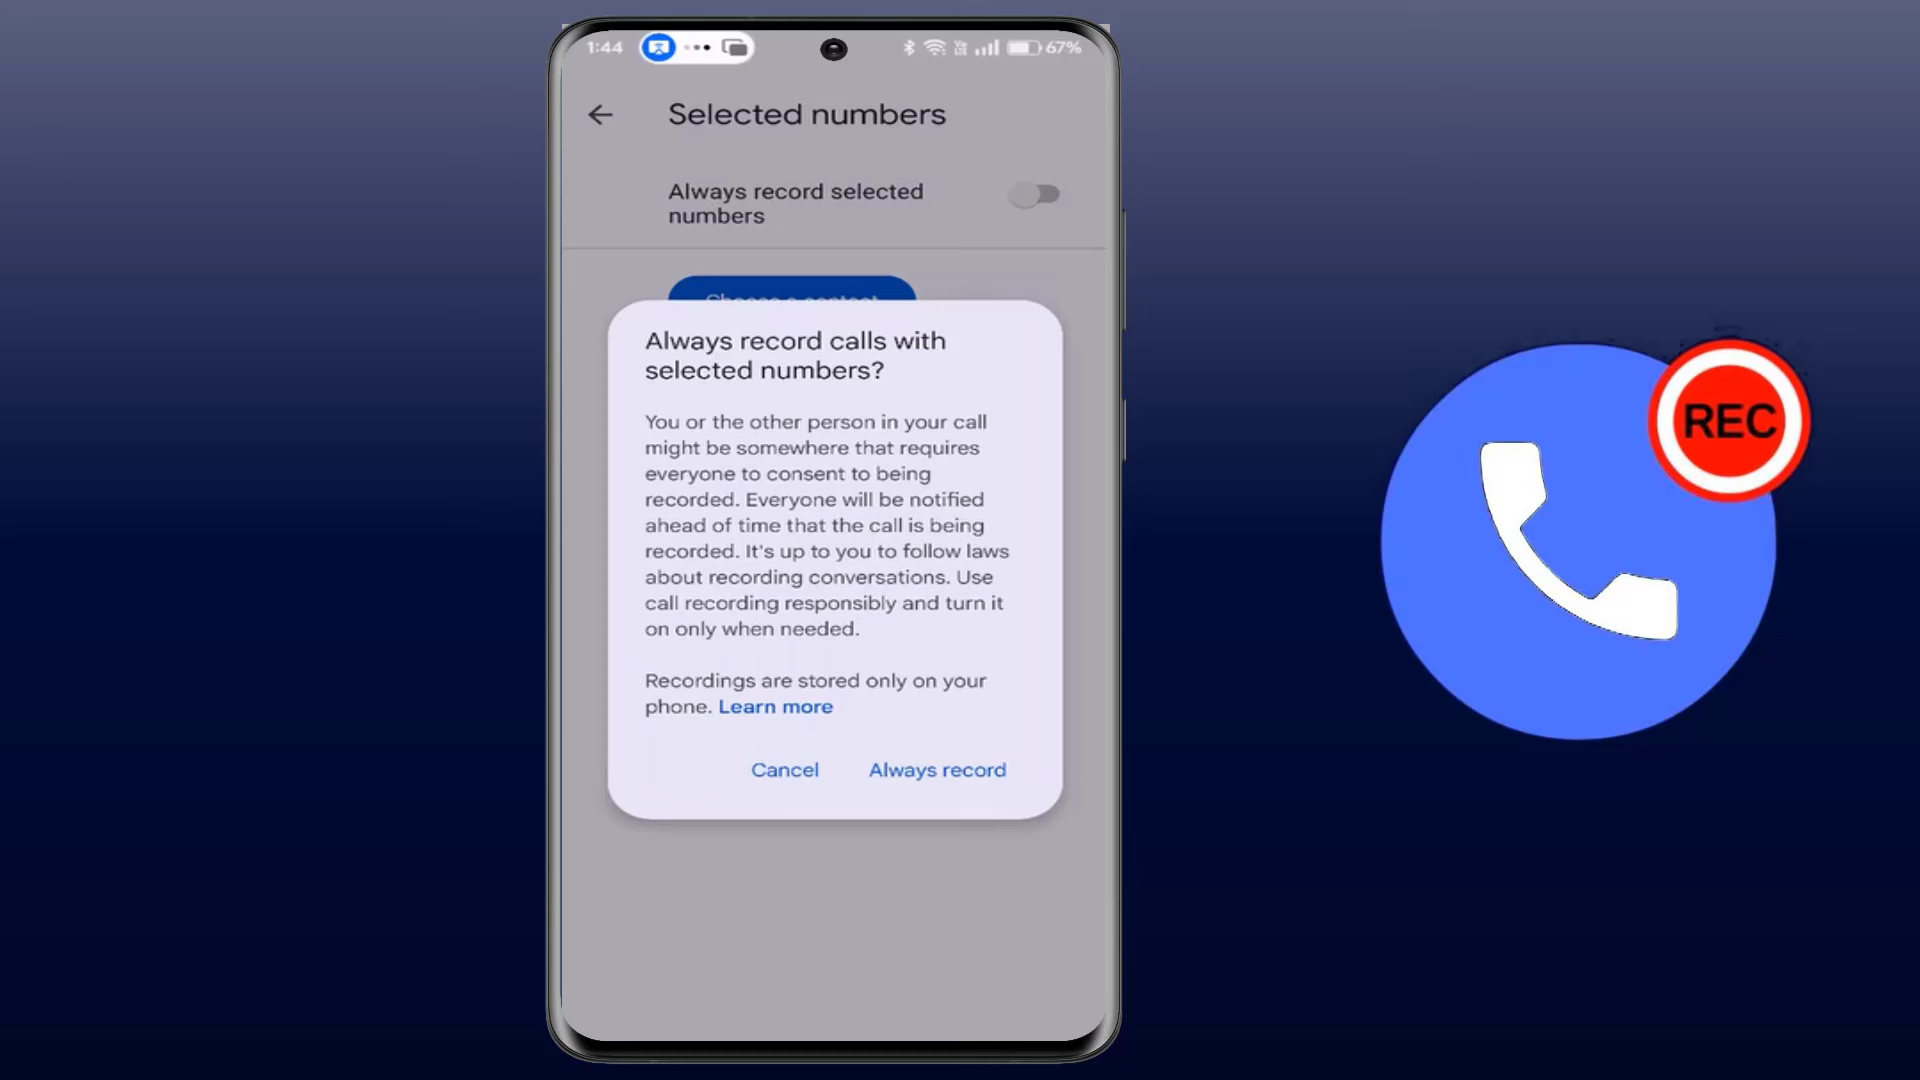 1:44
67%
Selected numbers
Always record selected
numbers
Choose a contact
Always record calls with
selected numbers?
You or the other person in your call
might be somewhere that requires
everyone to consent to being
recorded. Everyone will be notified
ahead of time that the call is being
recorded. It's up to you to follow laws
about recording conversations. Use
call recording responsibly and turn it
on only when needed.
Recordings are stored only on your
phone. Learn more
Cancel Always record
REC